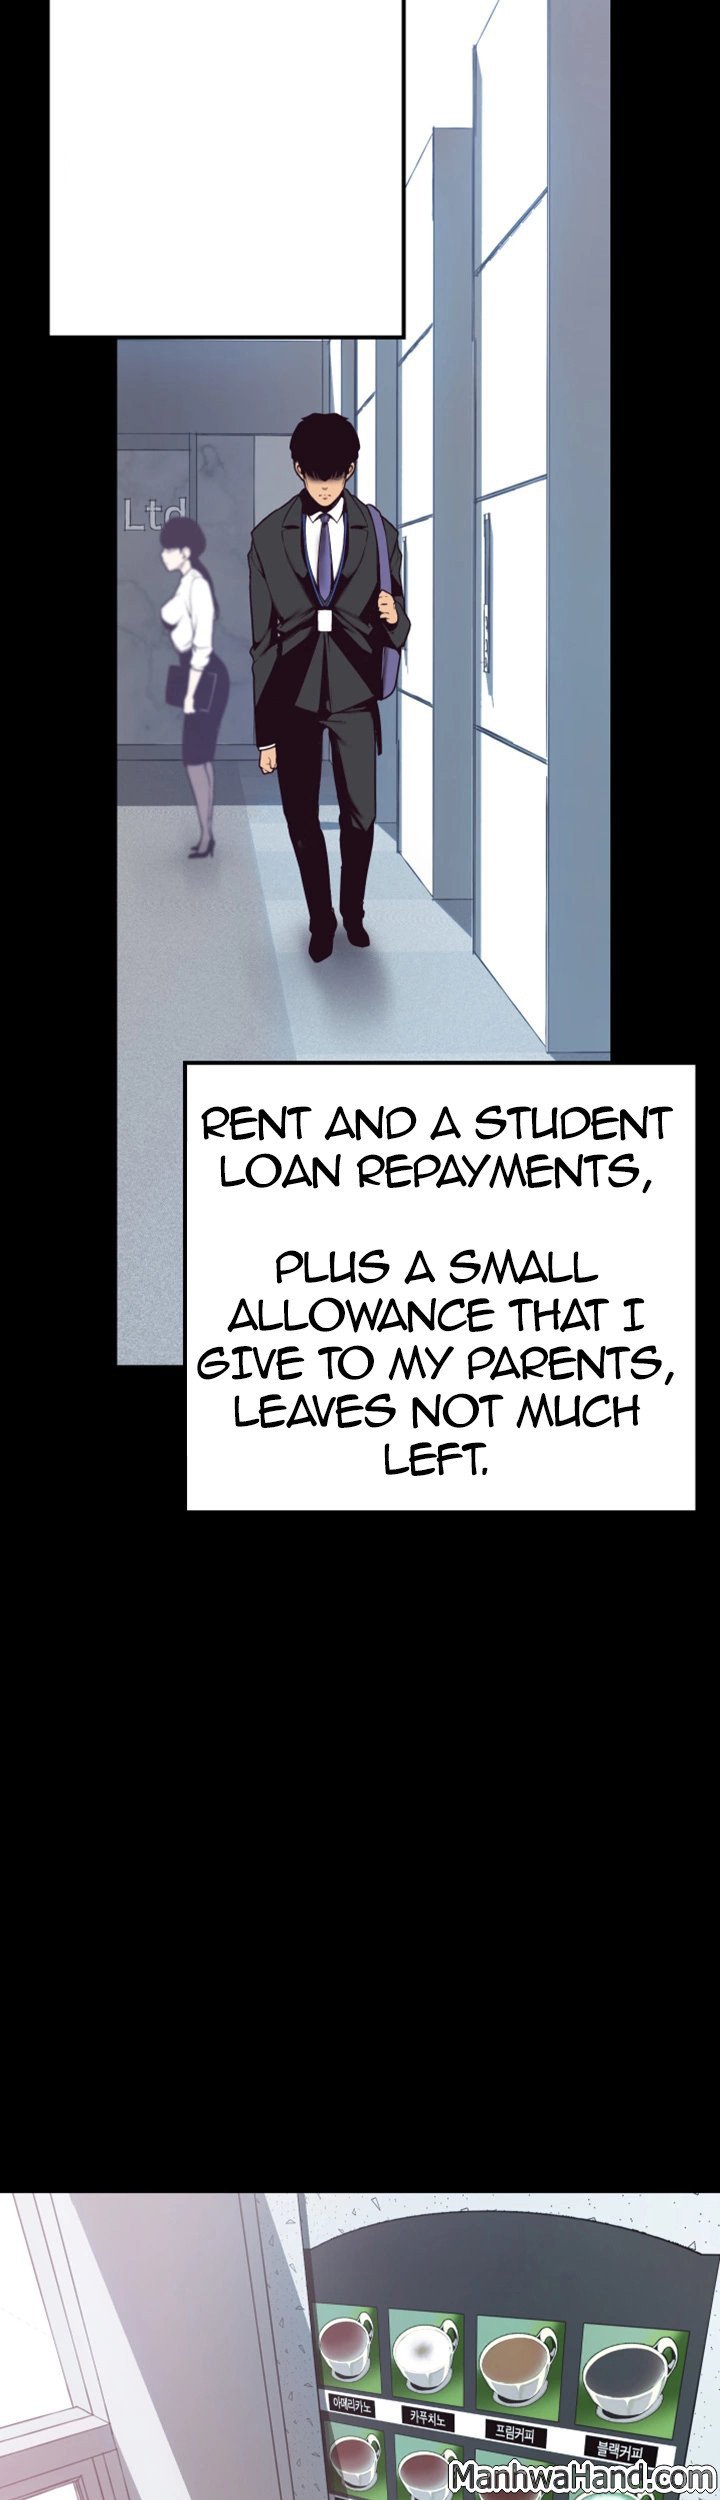 Ltd
RENT AND A STUDENT
LOAN REPAYMENTS,
PLUS A SMALL
ALLOWANCE THAT I
GIVE TO MY PARENTS,
LEAVES NOT MUCH
LEFT.
아메리카노
카푸치노
프림커피
블랙커피
ManhwaHand.com